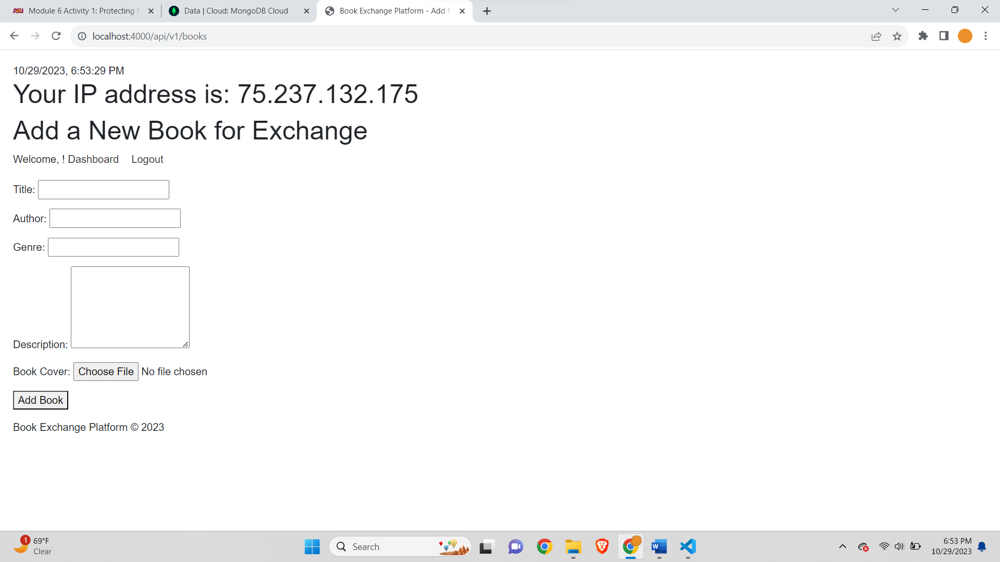 Module 6 Activity 1: Protecting
Data | Cloud: MongoDB Cloud
Book Exchange Platform - Add
localhost:4000/api/v1/books
10/29/2023, 6:53:29 PM
Your IP address is: 75.237.132.175
Add a New Book for Exchange
Welcome, ! Dashboard Logout
Title:
Author:
Genre:
Description:
Book Cover: Choose File No file chosen
Add Book
Book Exchange Platform © 2023
1
69°F
Clear
Search
6:53 PM
10/29/2023